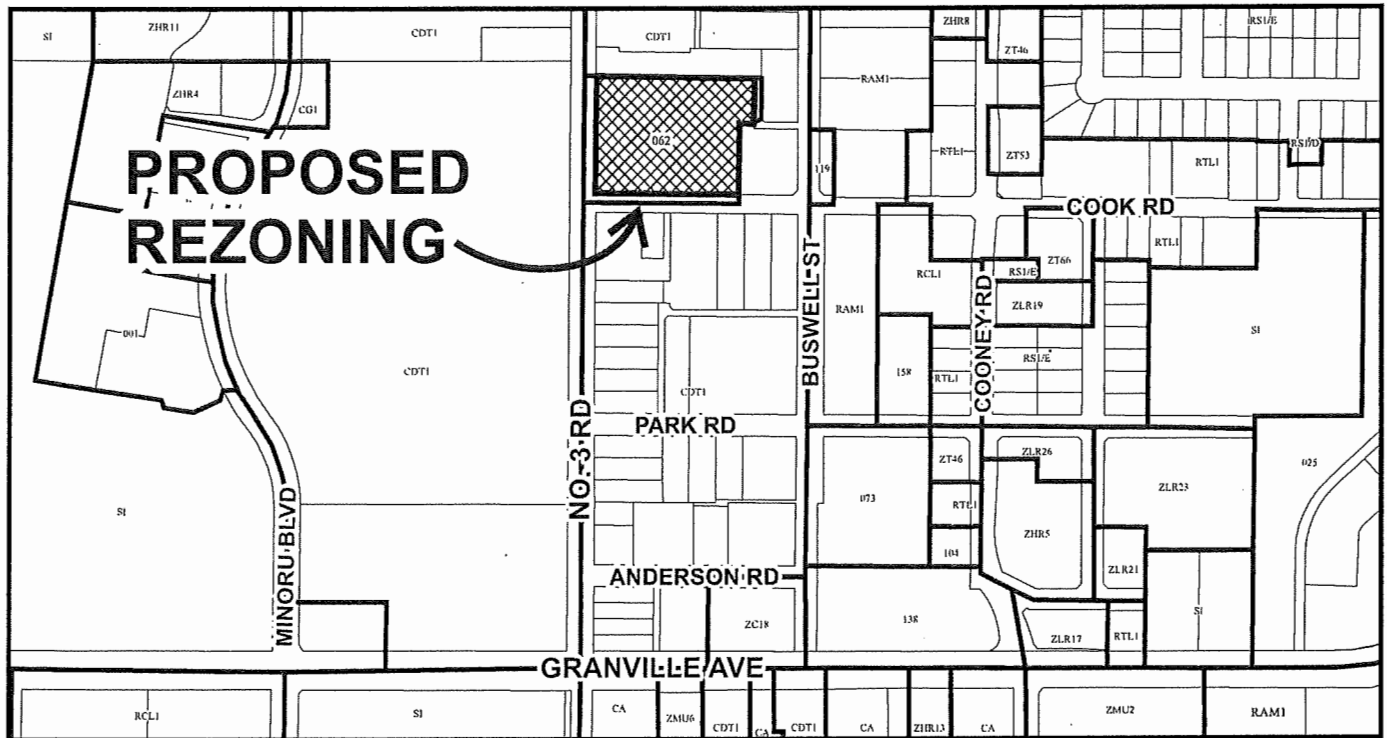 SI
ZHR11
CDT1
CDT1
ZHR8
ZT46
RS1/E
RAM1
ZHR4
CG1
062
PROPOSED
REZONING
119
RTL1
ZT53
RTL1
RS1/D
COOK RD
RTL1
BUSWELL ST
RCL1
RS1/E
ZT66
ZLR19
COONEY RD
RAM1
SI
001
CDT1
CDT1
158
RTL1
RS1/E
NO. 3 RD
PARK RD
ZT46
ZLR26
025
SI
MINORU BLVD
073
RTL1
ZLR23
104
ZHR5
ZLR21
ANDERSON RD
ZC18
138
ZLR17
RTL1
SI
GRANVILLE AVE
RCL1
SI
CA
ZMU6
CDT1
CA
CDT1
CA
ZHR13
CA
ZMU2
RAM1